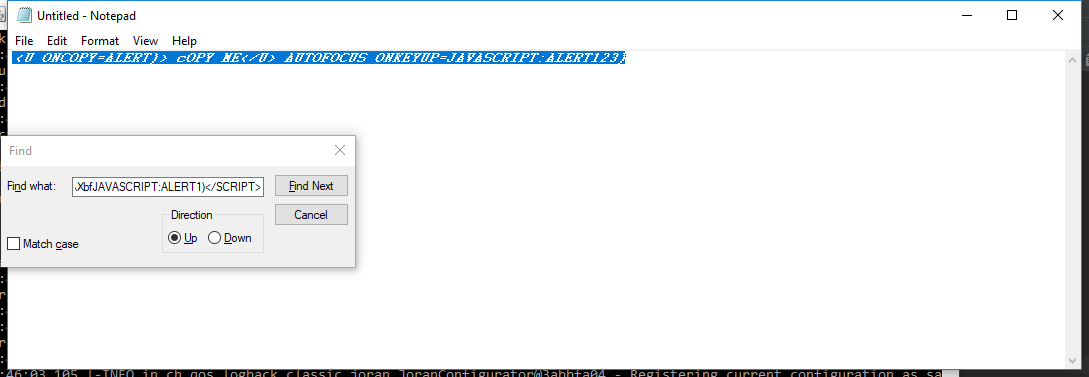 Untitled - Notepad
File Edit Format View Help
<U ONCOPY=ALERT)> cOPY ME</U> AUTOFOCUS ONKEYUP=JAVASCRIPT:ALERT123)
Find
Find what: XbfJAVASCRIPT:ALERT1)</SCRIPT> Find Next
Direction Cancel
Match case Up Down
:46:03,105 |-INFO in ch.qos.logback.classic.joran.JoranConfigurator@3abbfa04 - Registering current configuration as sa